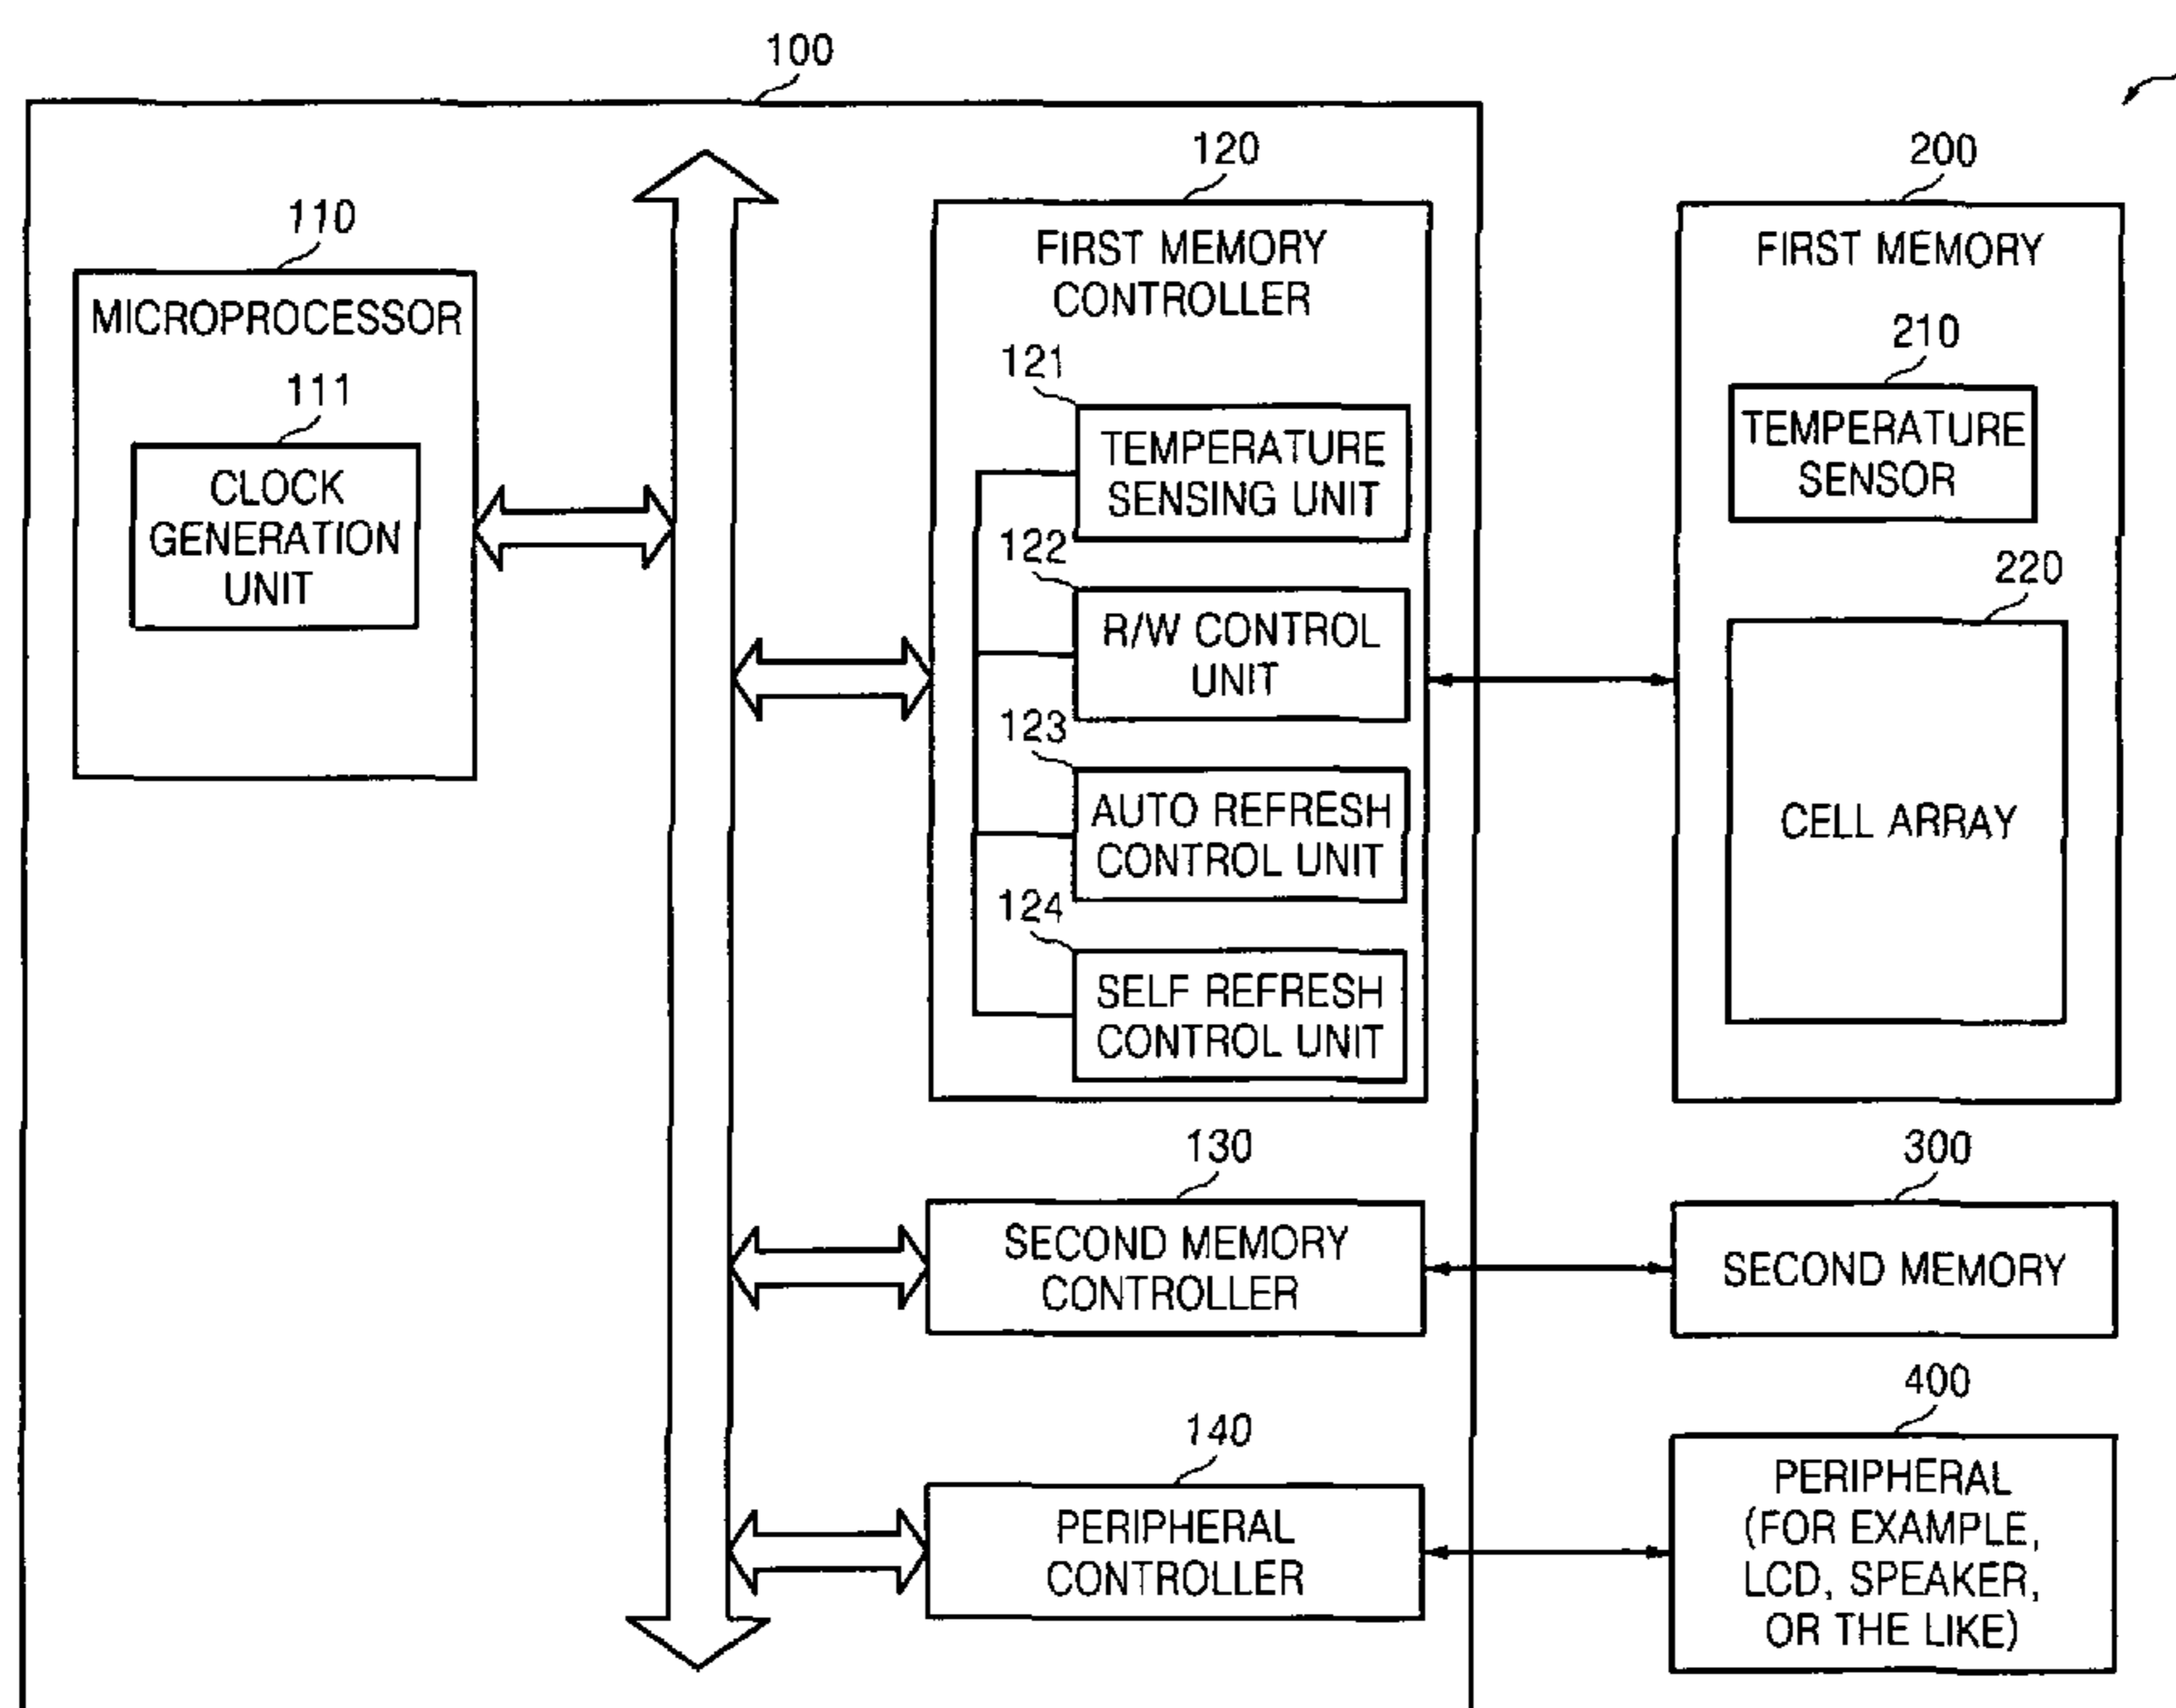 100
110
MICROPROCESSOR
111
CLOCK
GENERATION
UNIT
120
FIRST MEMORY
CONTROLLER
121
TEMPERATURE
SENSING UNIT
122
R/W CONTROL
UNIT
123
AUTO REFRESH
CONTROL UNIT
124
SELF REFRESH
CONTROL UNIT
130
SECOND MEMORY
CONTROLLER
140
PERIPHERAL
CONTROLLER
200
FIRST MEMORY
210
TEMPERATURE
SENSOR
220
CELL ARRAY
300
SECOND MEMORY
400
PERIPHERAL
(FOR EXAMPLE,
LCD, SPEAKER,
OR THE LIKE)